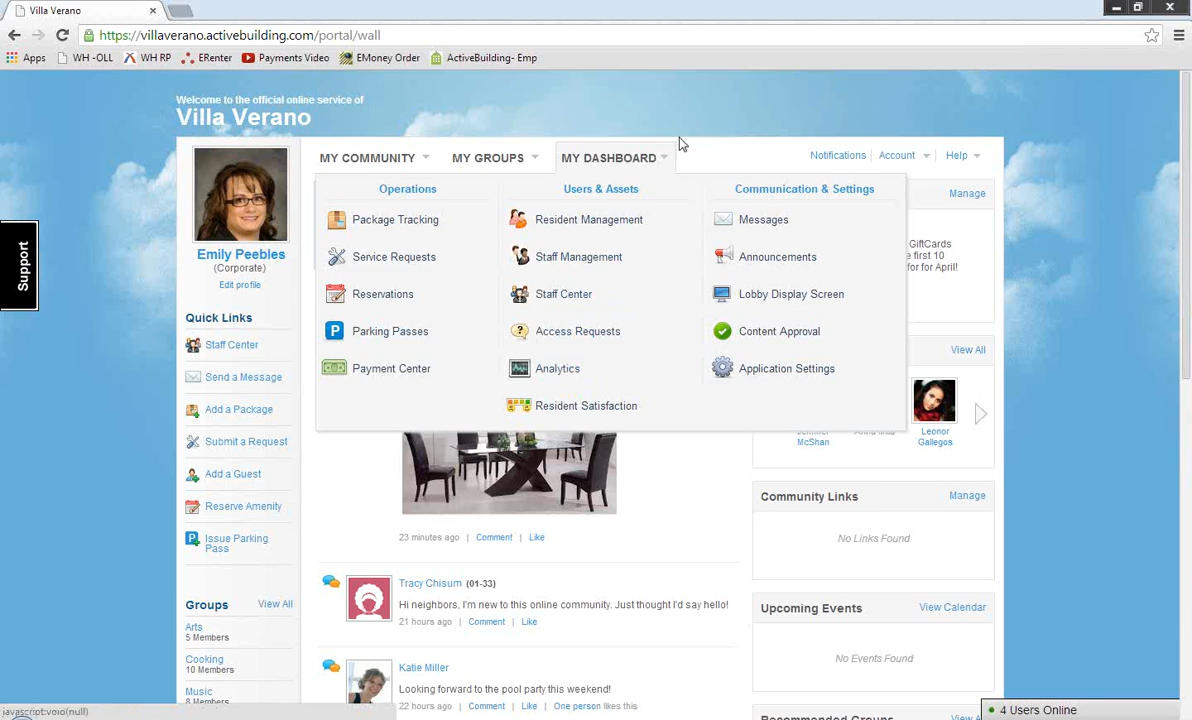 Villa Verano
https://villaverano.activebuilding.com/portal/wall
Apps WH -OLL WH RP ERenter Payments Video EMoney Order ActiveBuilding- Emp
Welcome to the official online service of
Villa Verano
MY COMMUNITY MY GROUPS MY DASHBOARD Notifications Account Help
Support
Emily Peebles
(Corporate)
Edit profile
Quick Links
Staff Center
Send a Message
Add a Package
Submit a Request
Add a Guest
Reserve Amenity
Issue Parking
Pass
Groups View All
Arts
5 Members
Cooking
10 Members
Music
8 Members
Operations
Package Tracking
Service Requests
Reservations
Parking Passes
Payment Center
Users & Assets
Resident Management
Staff Management
Staff Center
Access Requests
Analytics
Resident Satisfaction
Communication & Settings
Messages
Announcements
Lobby Display Screen
Content Approval
Application Settings
23 minutes ago | Comment | Like
Tracy Chisum (01-33)
Hi neighbors, I'm new to this online community. Just thought I'd say hello!
21 hours ago | Comment | Like
Katie Miller
Looking forward to the pool party this weekend!
22 hours ago | Comment | Like | One person likes this
Manage
GiftCards
e first 10
for for April!
View All
McShan
Leonor
Gallegos
Community Links Manage
No Links Found
Upcoming Events View Calendar
No Events Found
4 Users Online
javascript:void(null)